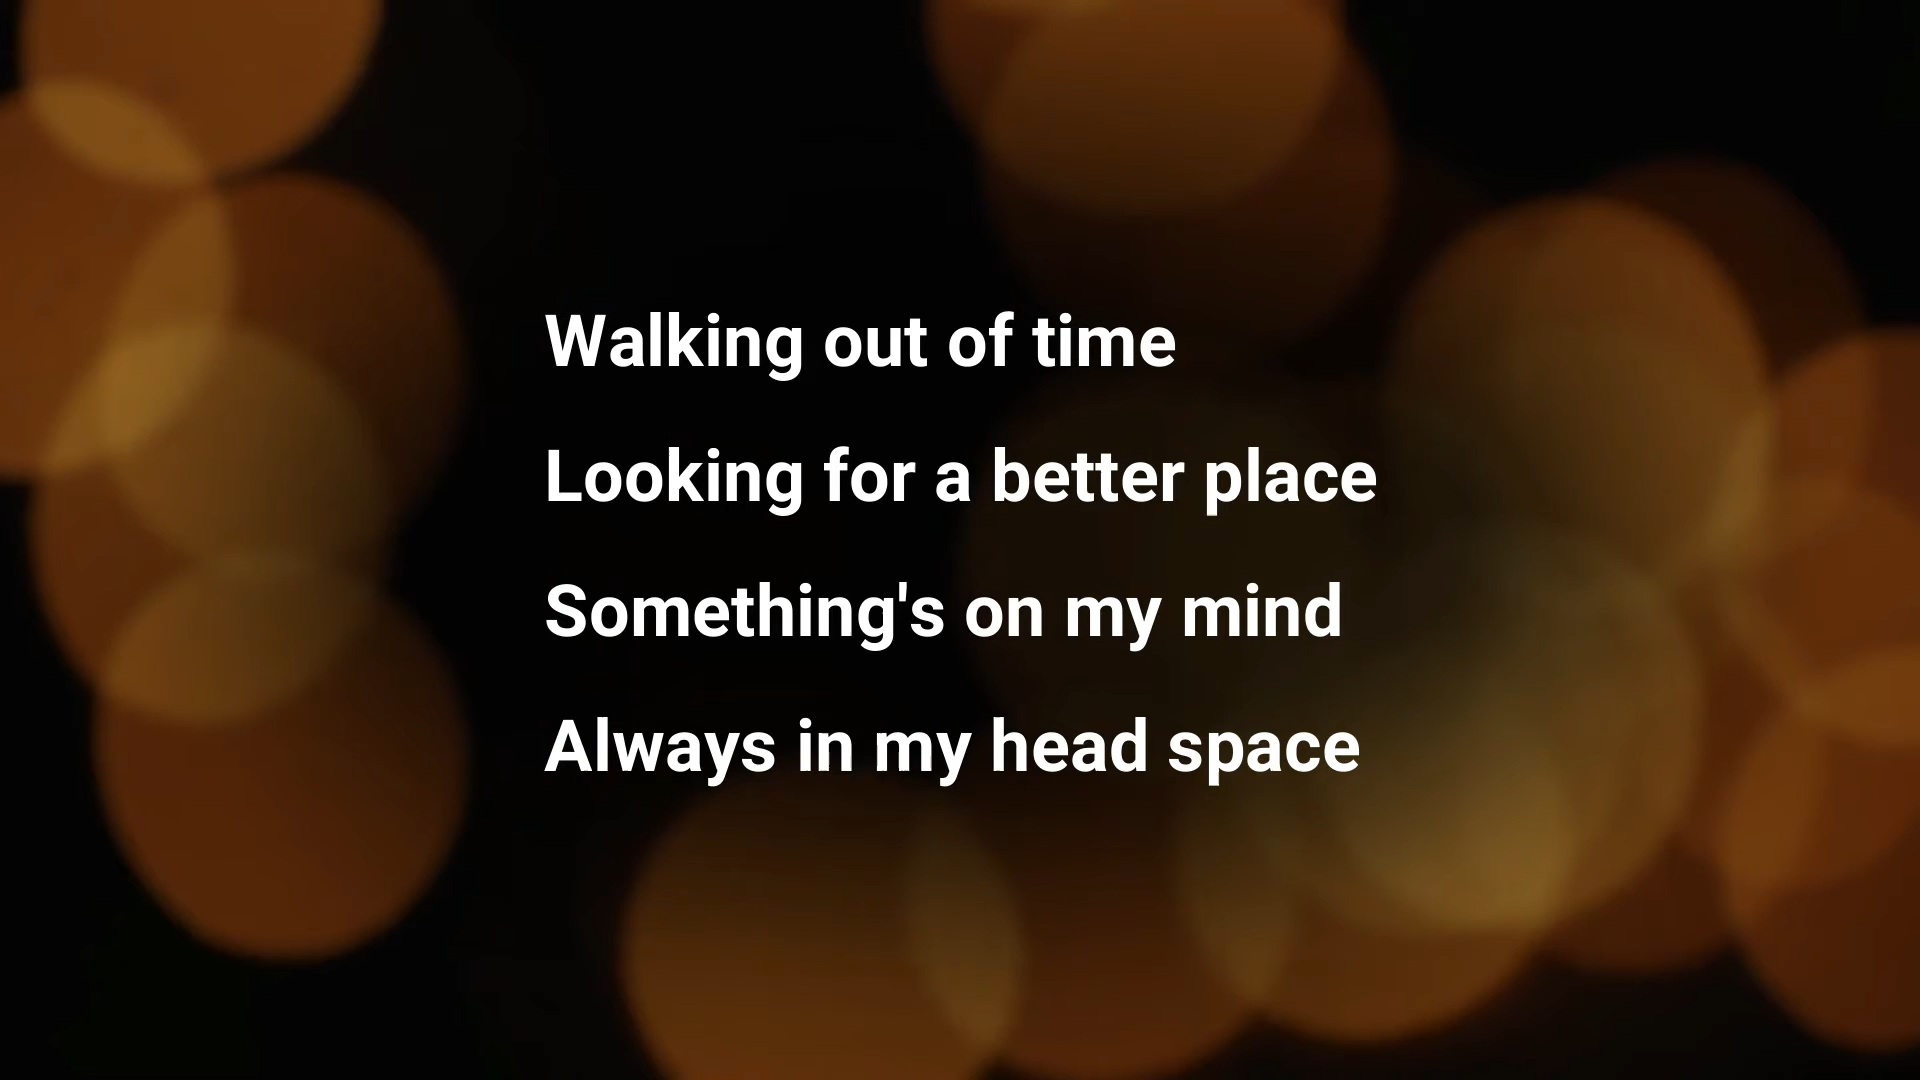 Walking out of time
Looking for a better place
Something's on my mind
Always in my head space